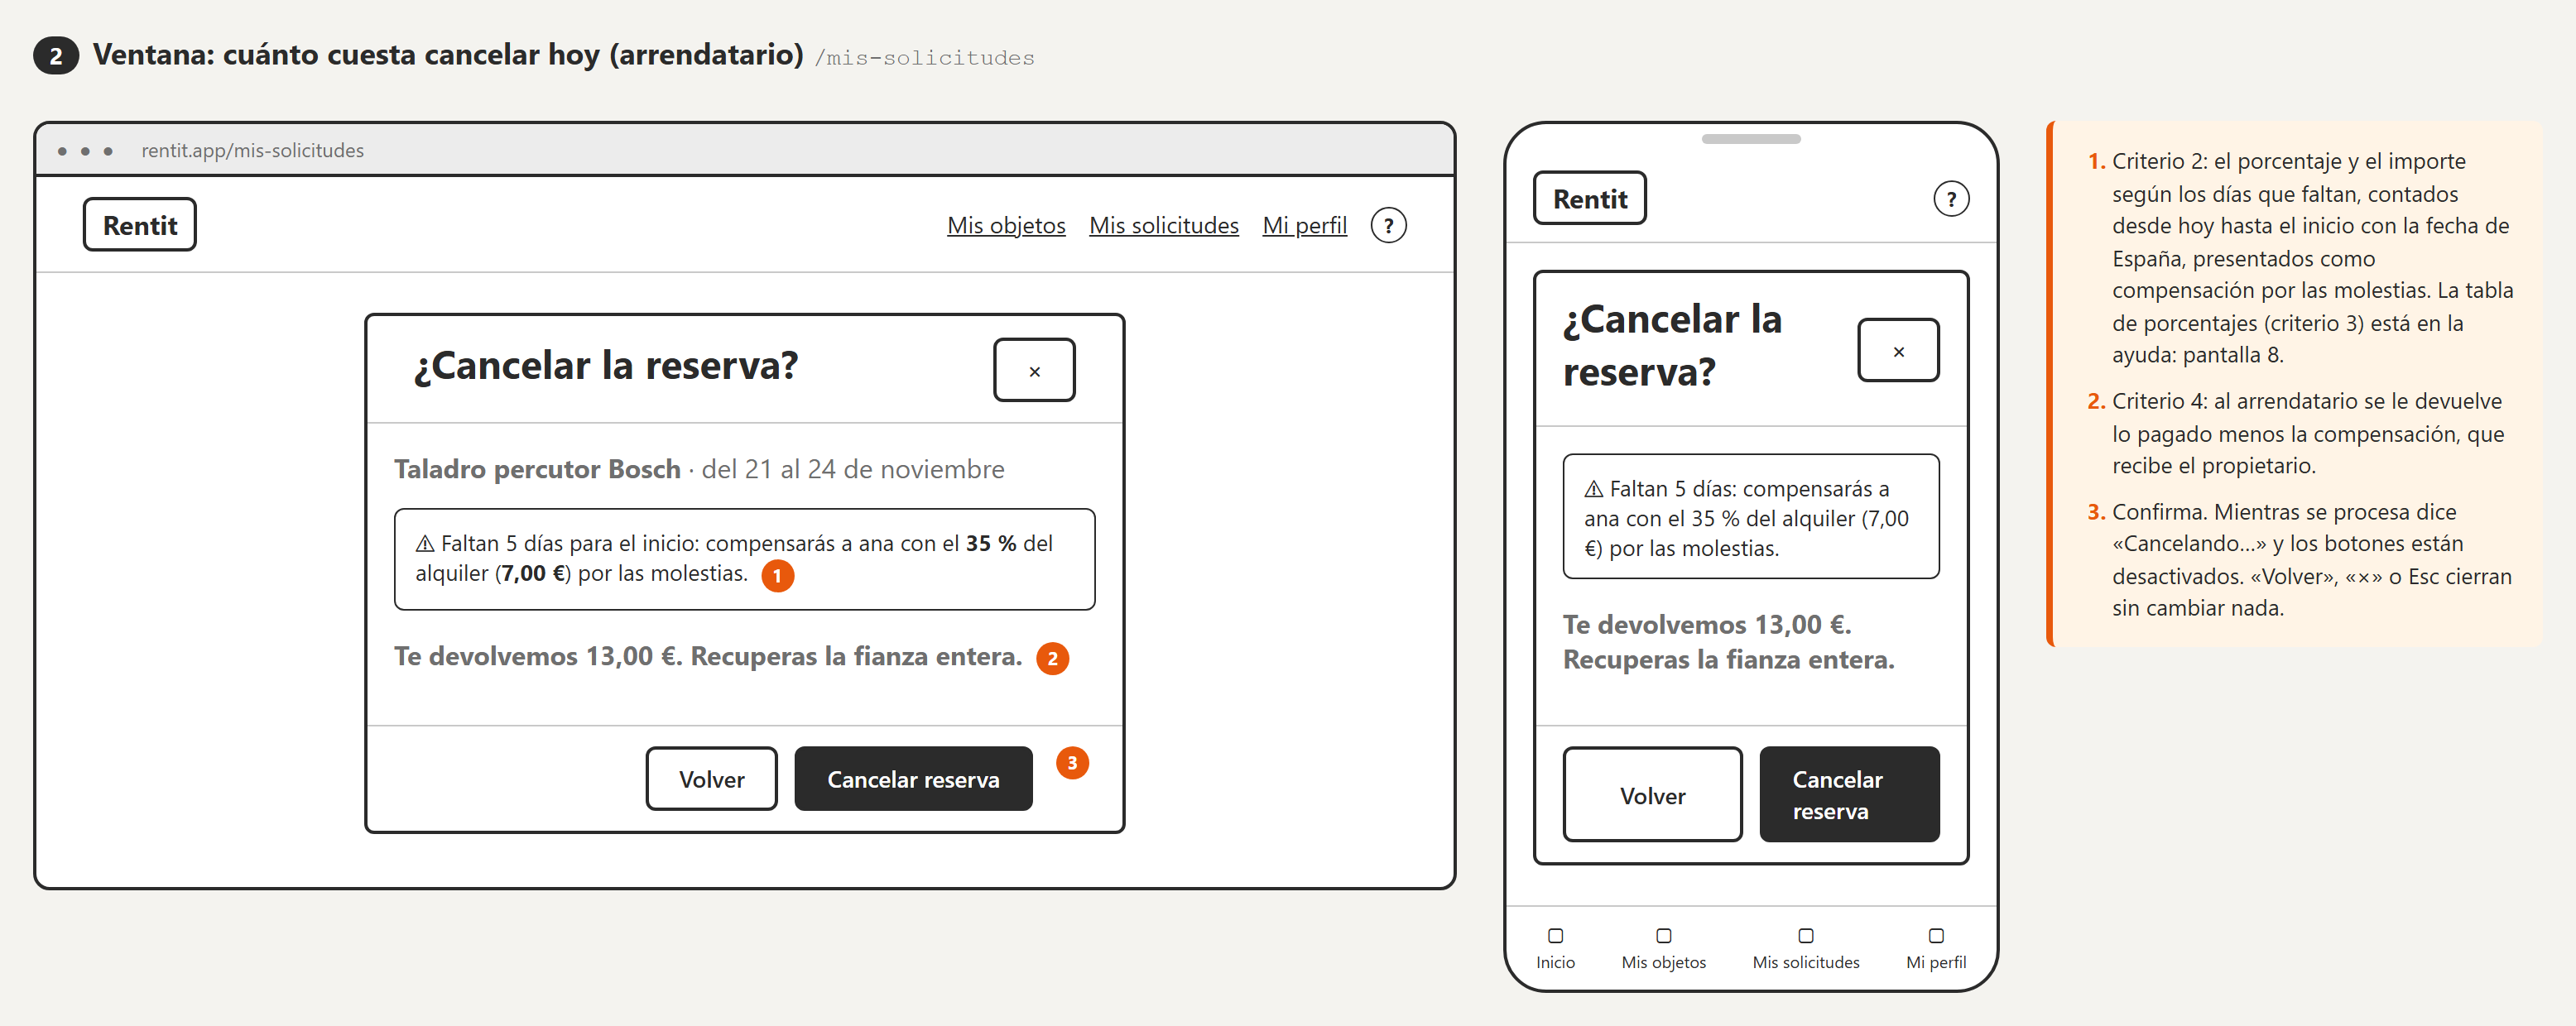 2 Ventana: cuánto cuesta cancelar hoy (arrendatario) /mis-solicitudes
rentit.app/mis-solicitudes
Rentit
Mis objetos Mis solicitudes Mi perfil ?
¿Cancelar la reserva?
×
Taladro percutor Bosch · del 21 al 24 de noviembre
⚠ Faltan 5 días para el inicio: compensarás a ana con el 35 % del
alquiler (7,00 €) por las molestias. 1
Te devolvemos 13,00 €. Recuperas la fianza entera. 2
Volver
Cancelar reserva
3
Rentit
?
¿Cancelar la
reserva?
×
⚠ Faltan 5 días: compensarás a
ana con el 35 % del alquiler (7,00
€) por las molestias.
Te devolvemos 13,00 €.
Recuperas la fianza entera.
Volver
Cancelar
reserva
Inicio
Mis objetos
Mis solicitudes
Mi perfil
1. Criterio 2: el porcentaje y el importe
según los días que faltan, contados
desde hoy hasta el inicio con la fecha de
España, presentados como
compensación por las molestias. La tabla
de porcentajes (criterio 3) está en la
ayuda: pantalla 8.
2. Criterio 4: al arrendatario se le devuelve
lo pagado menos la compensación, que
recibe el propietario.
3. Confirma. Mientras se procesa dice
«Cancelando…» y los botones están
desactivados. «Volver», «×» o Esc cierran
sin cambiar nada.